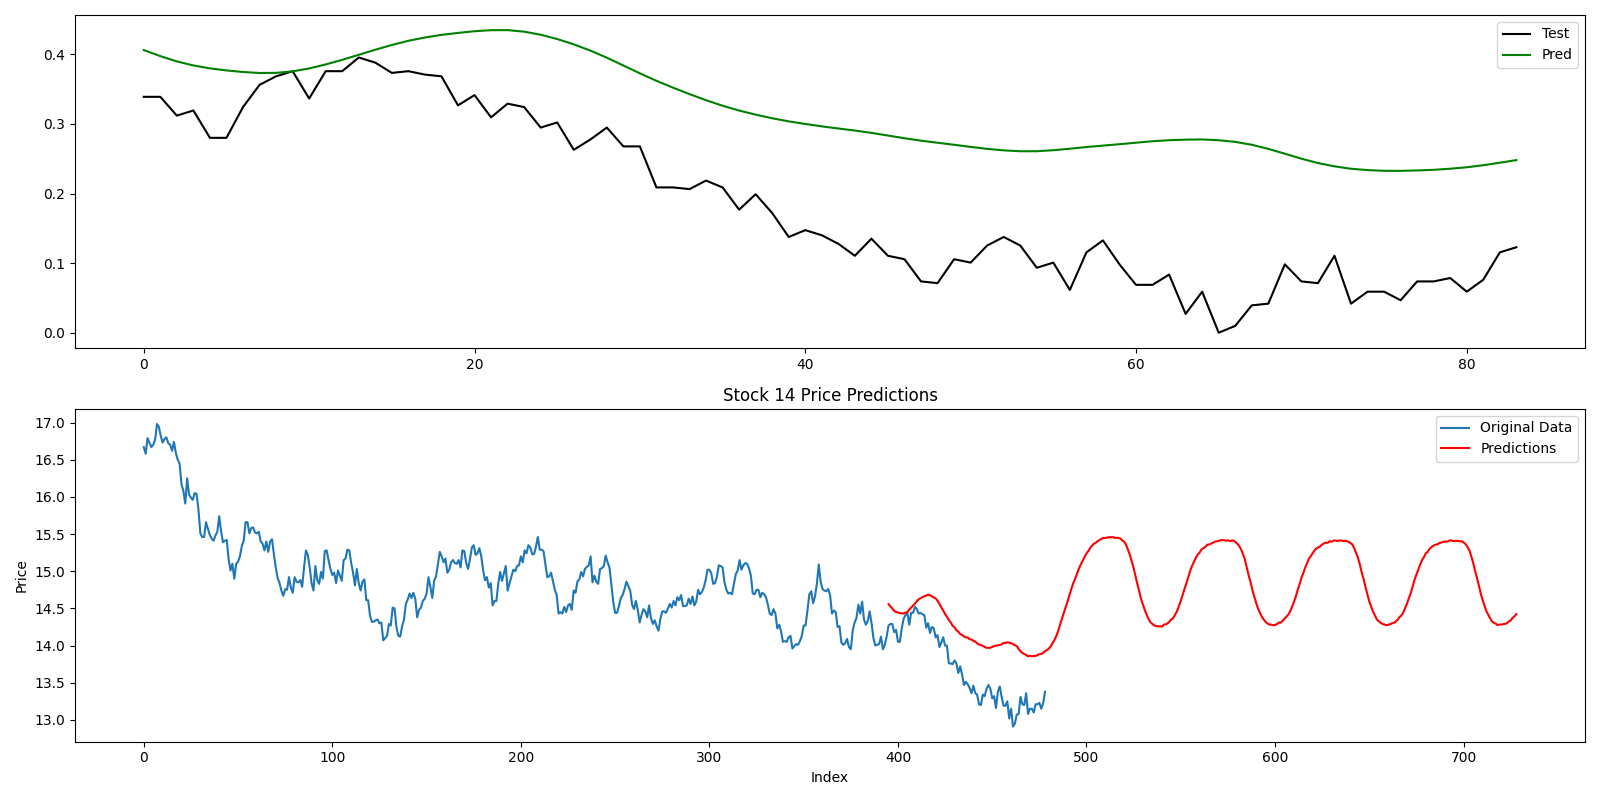 0.4
0.3
0.2
0.1
0.0
Test
Pred
0 20 40 60 80
Stock 14 Price Predictions
17.0
16.5
16.0
15.5
15.0
14.5
14.0
13.5
13.0
Price
Original Data
Predictions
0 100 200 300 400 500 600 700
Index